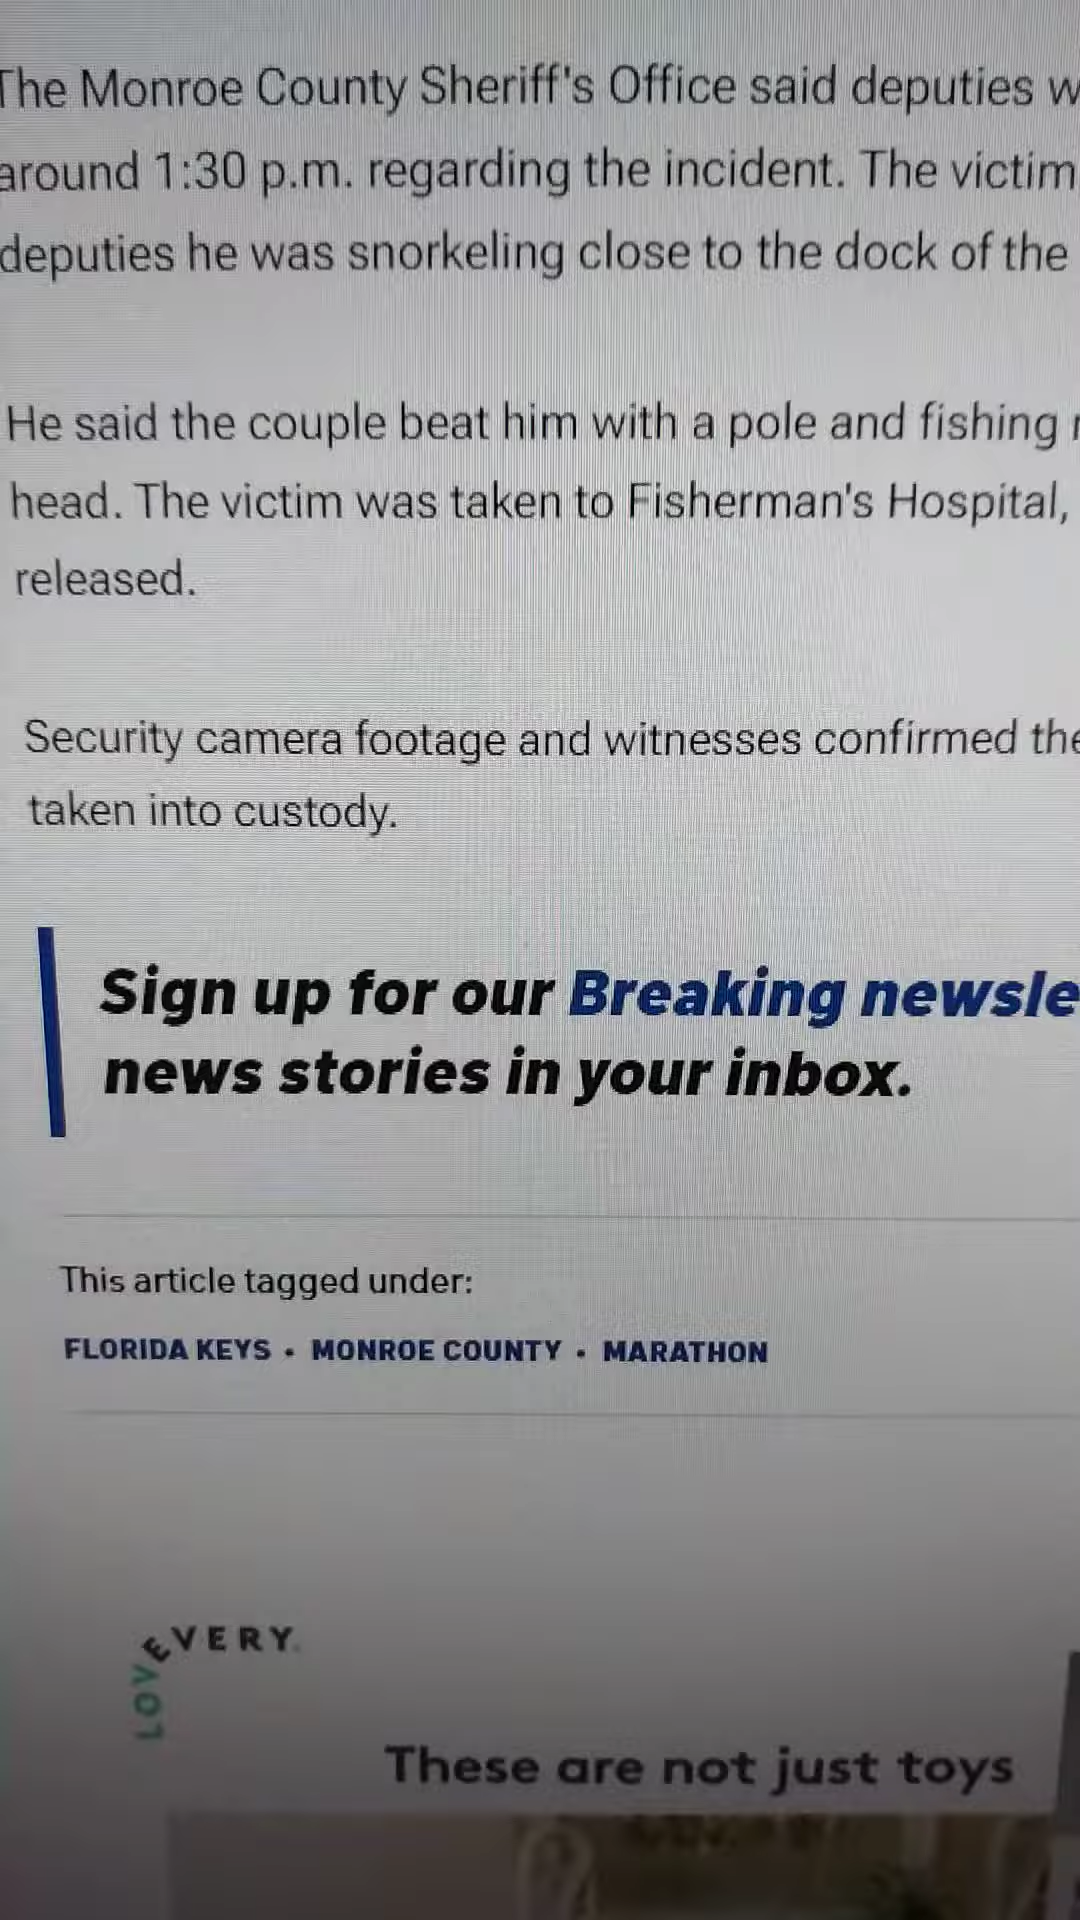 The Monroe County Sheriff's Office said deputies
around 1:30 p.m. regarding the incident. The victim
deputies he was snorkeling close to the dock of the
He said the couple beat him with a pole and fishing
head. The victim was taken to Fisherman's Hospital,
released.
Security camera footage and witnesses confirmed the
taken into custody.
Sign up for our Breaking newsle
news stories in your inbox.
This article tagged under:
FLORIDA KEYS • MONROE COUNTY • MARATHON
LOVEVERY
These are not just toys